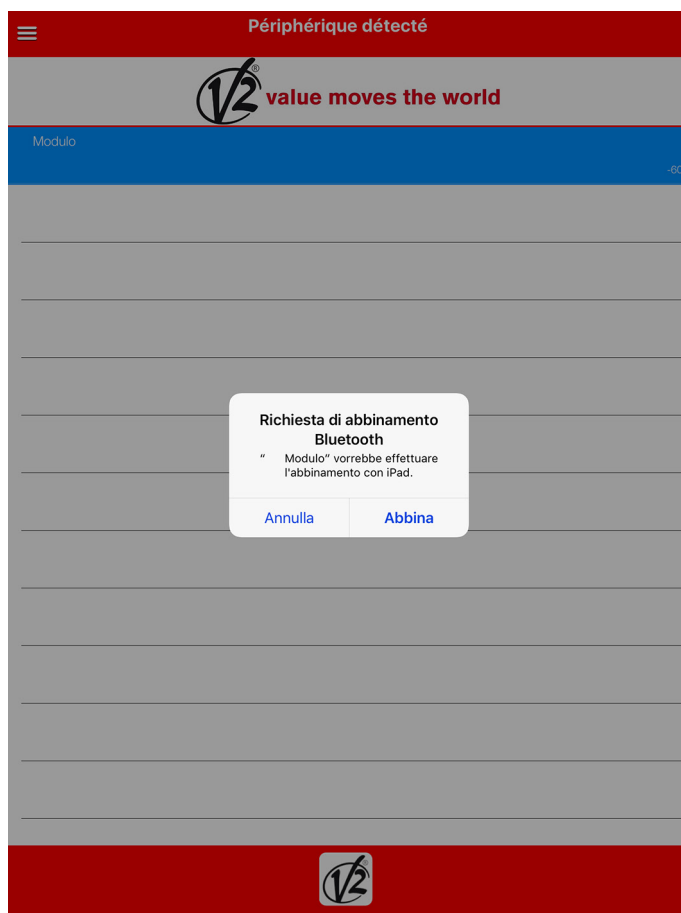 Périphérique détecté
V2® value moves the world
Modulo
-60
Richiesta di abbinamento
Bluetooth
“ Modulo” vorrebbe effettuare
l'abbinamento con iPad.
Annulla Abbina
V2